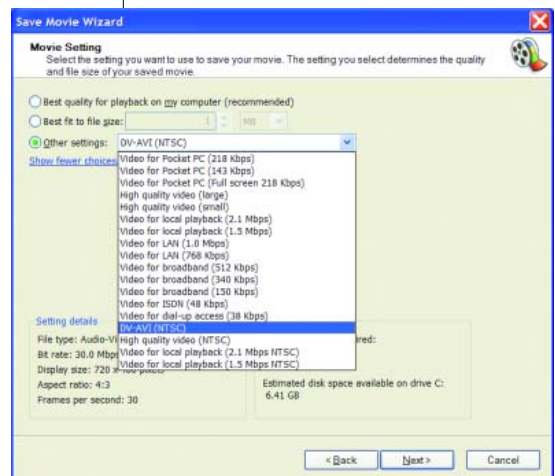 Save Movie Wizard
Movie Setting
Select the setting you want to use to save your movie. The setting you select determines the quality
and file size of your saved movie.
Best quality for playback on my computer (recommended)
Best fit to file size: 1 MB
Other settings: DV-AVI (NTSC)
Show fewer choices
Video for Pocket PC (218 Kbps)
Video for Pocket PC (143 Kbps)
Video for Pocket PC (Full screen 218 Kbps)
High quality video (large)
High quality video (small)
Video for local playback (2.1 Mbps)
Video for local playback (1.5 Mbps)
Video for LAN (1.0 Mbps)
Video for LAN (768 Kbps)
Video for broadband (512 Kbps)
Video for broadband (340 Kbps)
Video for broadband (150 Kbps)
Video for ISDN (48 Kbps)
Video for dial-up access (38 Kbps)
DV-AVI (NTSC)
High quality video (NTSC)
Video for local playback (2.1 Mbps NTSC)
Video for local playback (1.5 Mbps NTSC)
Setting details
File type: Audio-Vi
Bit rate: 30.0 Mbps
Display size: 720 x 480 pixels
Aspect ratio: 4:3
Frames per second: 30
red:
Estimated disk space available on drive C:
6.41 GB
< Back
Next >
Cancel